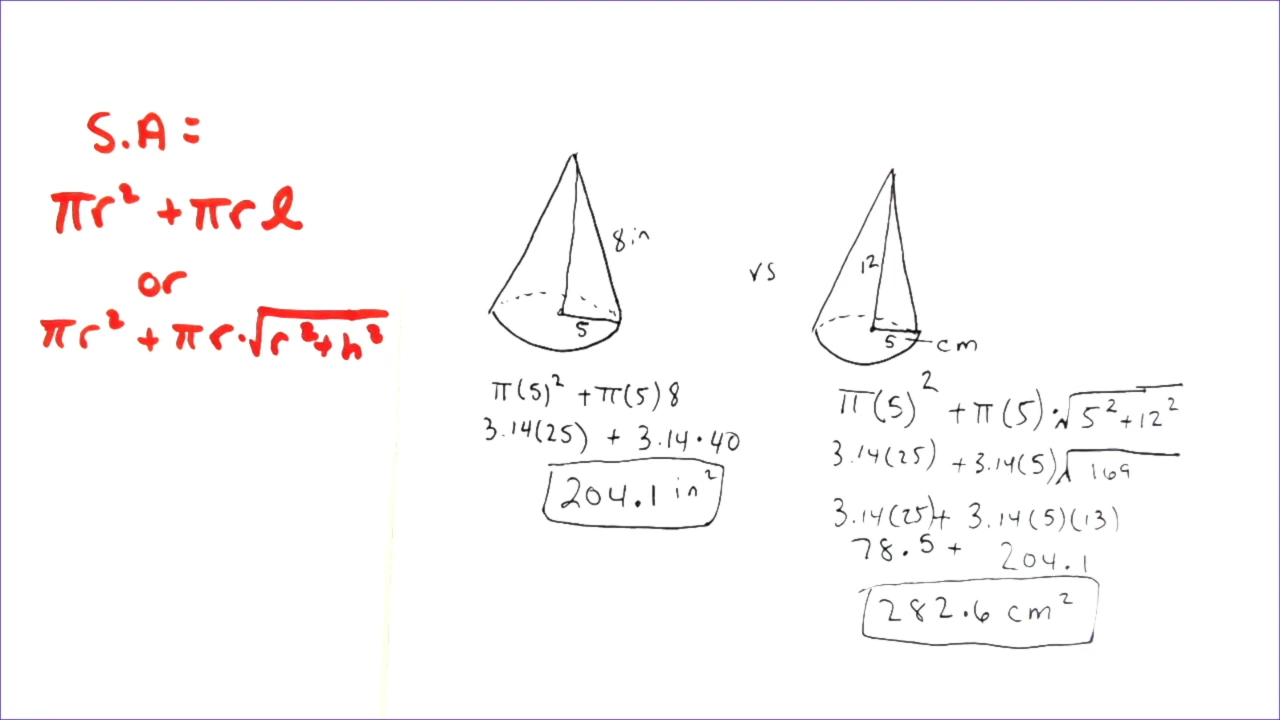 S.A =
πr² + πrl
or
πr² + πr·√r²+h²
8in
5
vs
12
5 cm
π(5)² + π(5)8
3.14(25) + 3.14·40
204.1 in²
π(5)² + π(5)·√5²+12²
3.14(25) + 3.14(5)√169
3.14(25)+ 3.14(5)(13)
78.5 + 204.1
282.6 cm²